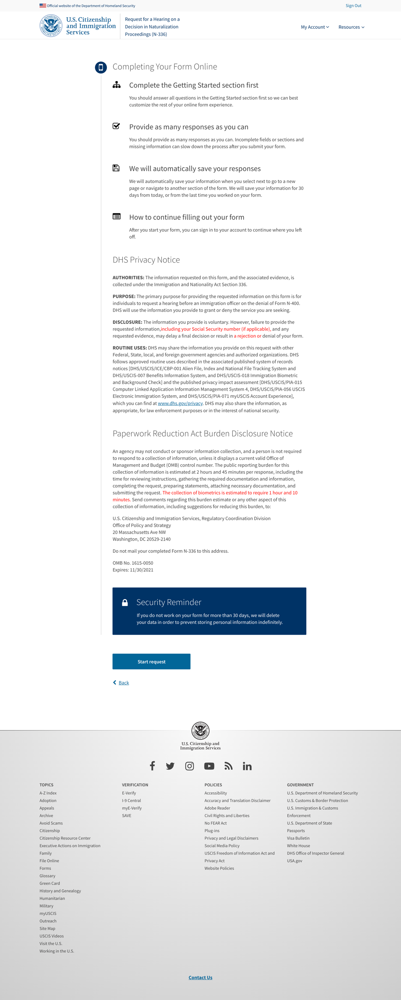 Official website of the Department of Homeland Security
Sign Out
U.S. Citizenship
and Immigration
Services
Request for a Hearing on a
Decision in Naturalization
Proceedings (N-336)
My Account
Resources
Completing Your Form Online
Complete the Getting Started section first
You should answer all questions in the Getting Started section first so we can best
customize the rest of your online form experience.
Provide as many responses as you can
You should provide as many responses as you can. Incomplete fields or sections and
missing information can slow down the process after you submit your form.
We will automatically save your responses
We will automatically save your information when you select next to go to a new
page or navigate to another section of the form. We will save your information for 30
days from today, or from the last time you worked on your form.
How to continue filling out your form
After you start your form, you can sign in to your account to continue where you left
off.
DHS Privacy Notice
AUTHORITIES: The information requested on this form, and the associated evidence, is
collected under the Immigration and Nationality Act Section 336.
PURPOSE: The primary purpose for providing the requested information on this form is for
individuals to request a hearing before an immigration officer on the denial of Form N-400.
DHS will use the information you provide to grant or deny the service you are seeking.
DISCLOSURE: The information you provide is voluntary. However, failure to provide the
requested information,including your Social Security number (if applicable), and any
requested evidence, may delay a final decision or result in a rejection or denial of your form.
ROUTINE USES: DHS may share the information you provide on this request with other
Federal, State, local, and foreign government agencies and authorized organizations. DHS
follows approved routine uses described in the associated published system of records
notices [DHS/USCIS/ICE/CBP-001 Alien File, Index and National File Tracking System and
DHS/USCIS-007 Benefits Information System, and DHS/USCIS-018 Immigration Biometric
and Background Check] and the published privacy impact assessment [DHS/USCIS/PIA-015
Computer Linked Application Information Management System 4, DHS/USCIS/PIA-056 USCIS
Electronic Immigration System, and DHS/USCIS/PIA-071 myUSCIS Account Experience],
which you can find at www.dhs.gov/privacy. DHS may also share the information, as
appropriate, for law enforcement purposes or in the interest of national security.
Paperwork Reduction Act Burden Disclosure Notice
An agency may not conduct or sponsor information collection, and a person is not required
to respond to a collection of information, unless it displays a current valid Office of
Management and Budget (OMB) control number. The public reporting burden for this
collection of information is estimated at 2 hours and 45 minutes per response, including the
time for reviewing instructions, gathering the required documentation and information,
completing the request, preparing statements, attaching necessary documentation, and
submitting the request. The collection of biometrics is estimated to require 1 hour and 10
minutes. Send comments regarding this burden estimate or any other aspect of this
collection of information, including suggestions for reducing this burden, to:
U.S. Citizenship and Immigration Services, Regulatory Coordination Division
Office of Policy and Strategy
20 Massachusetts Ave NW
Washington, DC 20529-2140
Do not mail your completed Form N-336 to this address.
OMB No. 1615-0050
Expires: 11/30/2021
Security Reminder
If you do not work on your form for more than 30 days, we will delete
your data in order to prevent storing personal information indefinitely.
Start request
Back
U.S. Citizenship and
Immigration Services
TOPICS
A-Z Index
Adoption
Appeals
Archive
Avoid Scams
Citizenship
Citizenship Resource Center
Executive Actions on Immigration
Family
File Online
Forms
Glossary
Green Card
History and Genealogy
Humanitarian
Military
myUSCIS
Outreach
Site Map
USCIS Videos
Visit the U.S.
Working in the U.S.
VERIFICATION
E-Verify
I-9 Central
myE-Verify
SAVE
POLICIES
Accessibility
Accuracy and Translation Disclaimer
Adobe Reader
Civil Rights and Liberties
No FEAR Act
Plug-ins
Privacy and Legal Disclaimers
Social Media Policy
USCIS Freedom of Information Act and
Privacy Act
Website Policies
GOVERNMENT
U.S. Department of Homeland Security
U.S. Customs & Border Protection
U.S. Immigration & Customs
Enforcement
U.S. Department of State
Passports
Visa Bulletin
White House
DHS Office of Inspector General
USA.gov
Contact Us